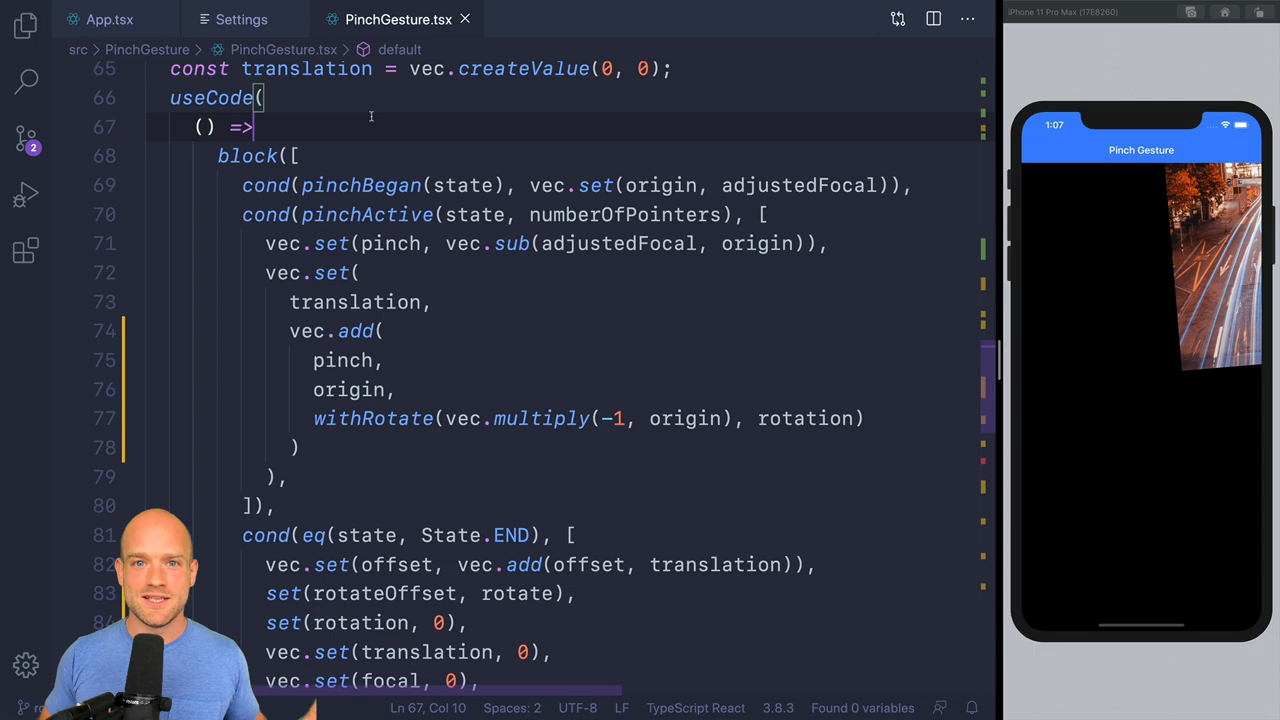 App.tsx
Settings
PinchGesture.tsx
iPhone 11 Pro Max (17E8260)
src > PinchGesture > PinchGesture.tsx > default
65 const translation = vec.createValue(0, 0);
66 useCode(
67 () =>
68 block([
69 cond(pinchBegan(state), vec.set(origin, adjustedFocal)),
70 cond(pinchActive(state, numberOfPointers), [
71 vec.set(pinch, vec.sub(adjustedFocal, origin)),
72 vec.set(
73 translation,
74 vec.add(
75 pinch,
76 origin,
77 withRotate(vec.multiply(-1, origin), rotation)
78 )
79 ),
80 ]),
81 cond(eq(state, State.END), [
82 vec.set(offset, vec.add(offset, translation)),
83 set(rotateOffset, rotate),
84 set(rotation, 0),
vec.set(translation, 0),
vec.set(focal, 0),
2
Ln 67, Col 10
Spaces: 2
UTF-8
LF
TypeScript React
3.8.3
Found 0 variables
1:07
Pinch Gesture